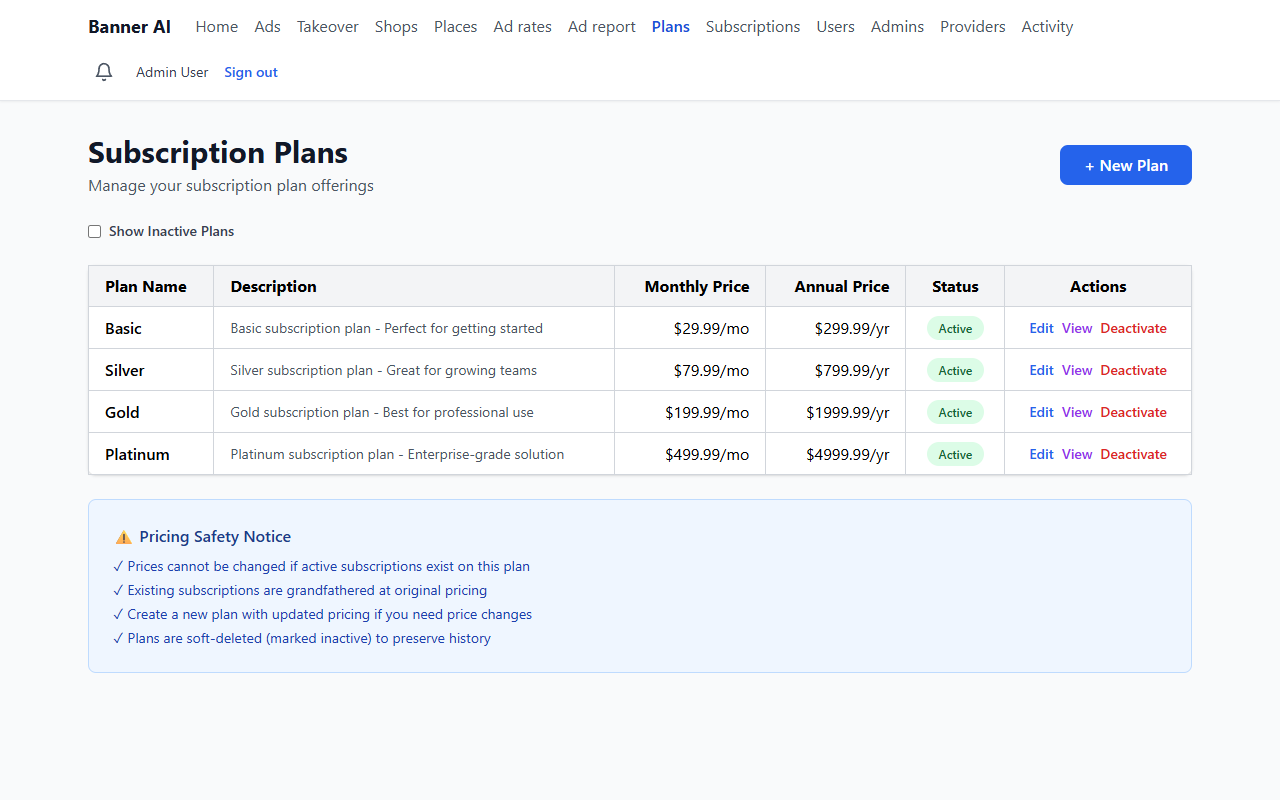 Banner AI Home Ads Takeover Shops Places Ad rates Ad report Plans Subscriptions Users Admins Providers Activity
Admin User Sign out
Subscription Plans
Manage your subscription plan offerings
+ New Plan
Show Inactive Plans
Plan Name Description Monthly Price Annual Price Status Actions
Basic Basic subscription plan - Perfect for getting started $29.99/mo $299.99/yr Active Edit View Deactivate
Silver Silver subscription plan - Great for growing teams $79.99/mo $799.99/yr Active Edit View Deactivate
Gold Gold subscription plan - Best for professional use $199.99/mo $1999.99/yr Active Edit View Deactivate
Platinum Platinum subscription plan - Enterprise-grade solution $499.99/mo $4999.99/yr Active Edit View Deactivate
⚠️ Pricing Safety Notice
✓ Prices cannot be changed if active subscriptions exist on this plan
✓ Existing subscriptions are grandfathered at original pricing
✓ Create a new plan with updated pricing if you need price changes
✓ Plans are soft-deleted (marked inactive) to preserve history